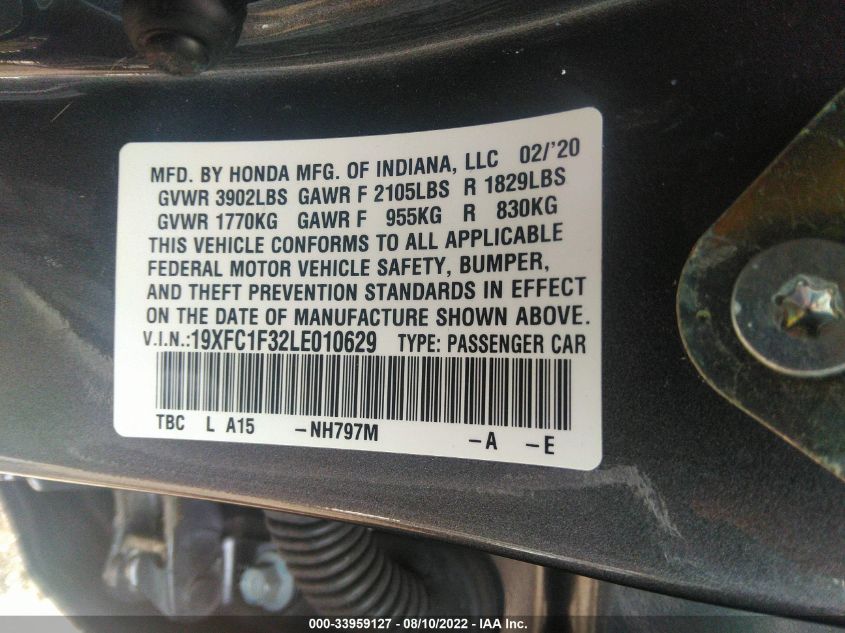 MFD. BY HONDA MFG. OF INDIANA, LLC 02/'20
GVWR 3902LBS GAWR F 2105LBS R 1829LBS
GVWR 1770KG GAWR F 955KG R 830KG
THIS VEHICLE CONFORMS TO ALL APPLICABLE
FEDERAL MOTOR VEHICLE SAFETY, BUMPER,
AND THEFT PREVENTION STANDARDS IN EFFECT
ON THE DATE OF MANUFACTURE SHOWN ABOVE.
V.I.N.:19XFC1F32LE010629 TYPE: PASSENGER CAR
TBC L A15 -NH797M -A -E
000-33959127 - 08/10/2022 - IAA Inc.